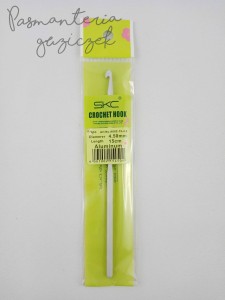 Pasmanteria
guziczek
SKC
CROCHET HOOK
Diameter 4.50mm
Length 15cm
Aluminum